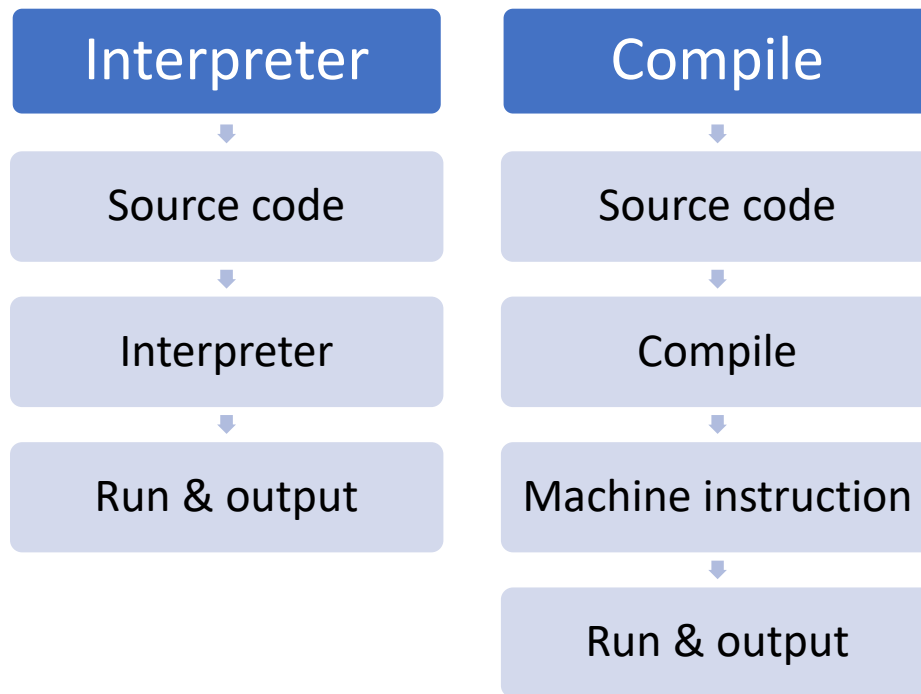 Interpreter
Source code
Interpreter
Run & output
Compile
Source code
Compile
Machine instruction
Run & output